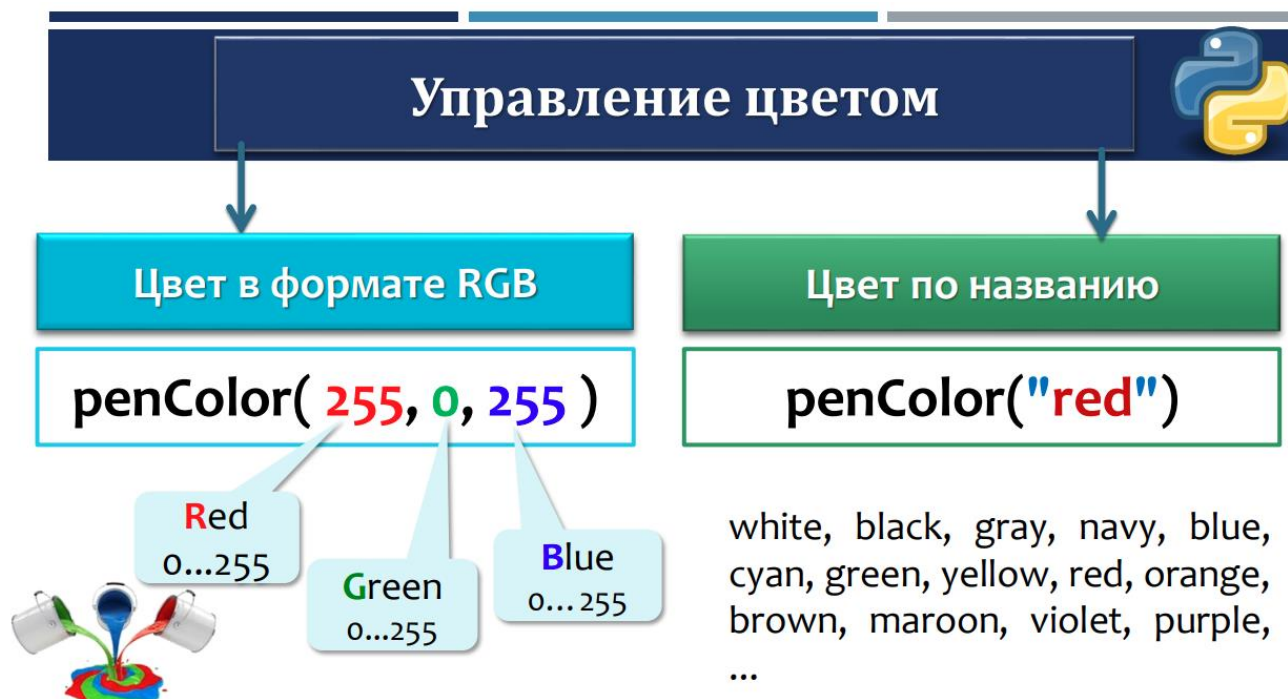 Управление цветом
Цвет в формате RGB
penColor( 255, 0, 255 )
Red
0...255
Green
0...255
Blue
0... 255
Цвет по названию
penColor("red")
white, black, gray, navy, blue,
cyan, green, yellow, red, orange,
brown, maroon, violet, purple,
...